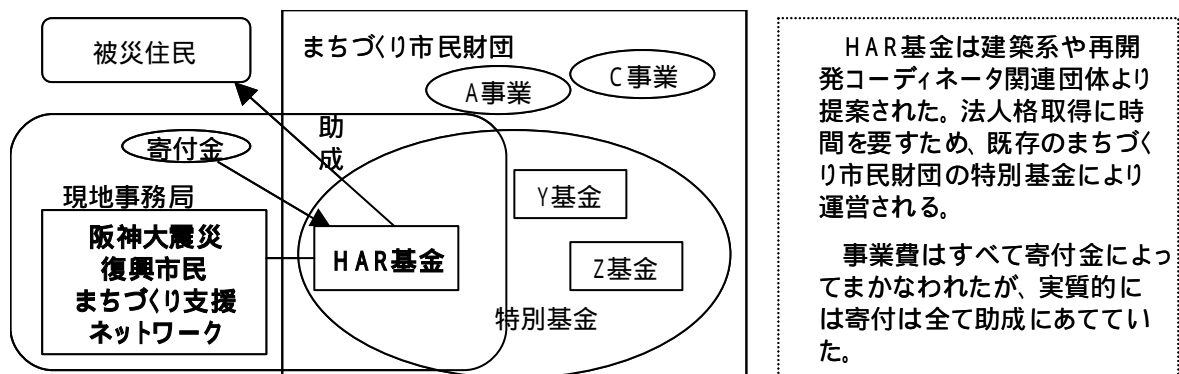 被災住民
まちづくり市民財団
A事業
C事業
助
成
寄付金
現地事務局
阪神大震災
復興市民
まちづくり支援
ネットワーク
HAR基金
Y基金
Z基金
特別基金
HAR基金は建築系や再開
発コーディネータ関連団体より
提案された。法人格取得に時
間を要すため、既存のまちづく
り市民財団の特別基金により
運営される。
事業費はすべて寄付金によっ
てまかなわれたが、実質的に
は寄付は全て助成にあててい
た。